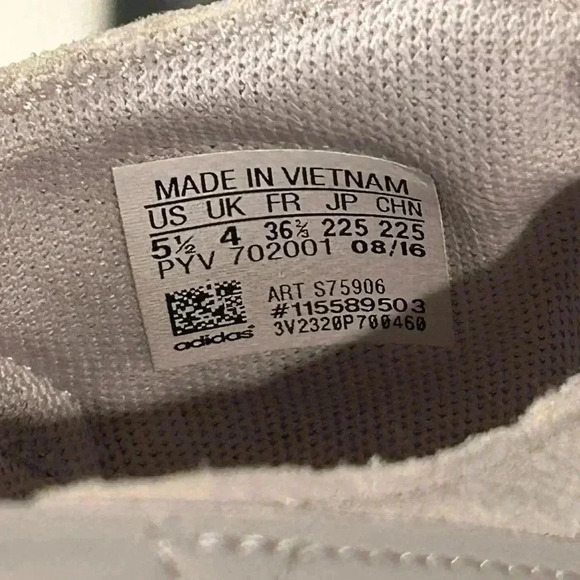 MADE IN VIETNAM
US UK FR JP CHN
5½ 4 36⅔ 225 225
PYV 702001 08/16
ART S75906
#115589503
3V2320P700460
adidas